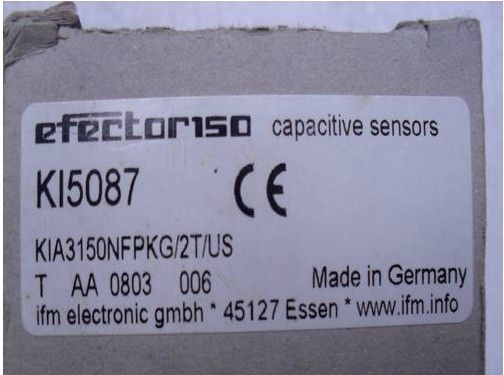 efector150 capacitive sensors
KI5087 CE
KIA3150NFPKG/2T/US
T AA 0803 006 Made in Germany
ifm electronic gmbh * 45127 Essen * www.ifm.info